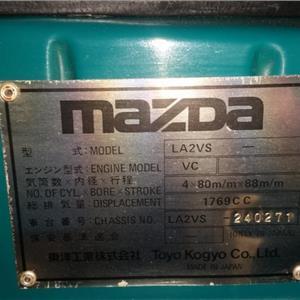 mazda
型 式 MODEL LA2VS —
エンジン型式 ENGINE MODEL VC
気筒数×内径×行程
NO. OF CYL×BORE×STROKE 4×80m/m×88m/m
総排気量 DISPLACEMENT 1769CC
車台番号 CHASSIS NO. LA2VS -240271
(ONLY IN JAPAN)
東洋工業株式会社 Toyo Kogyo Co., Ltd.
MADE IN JAPAN